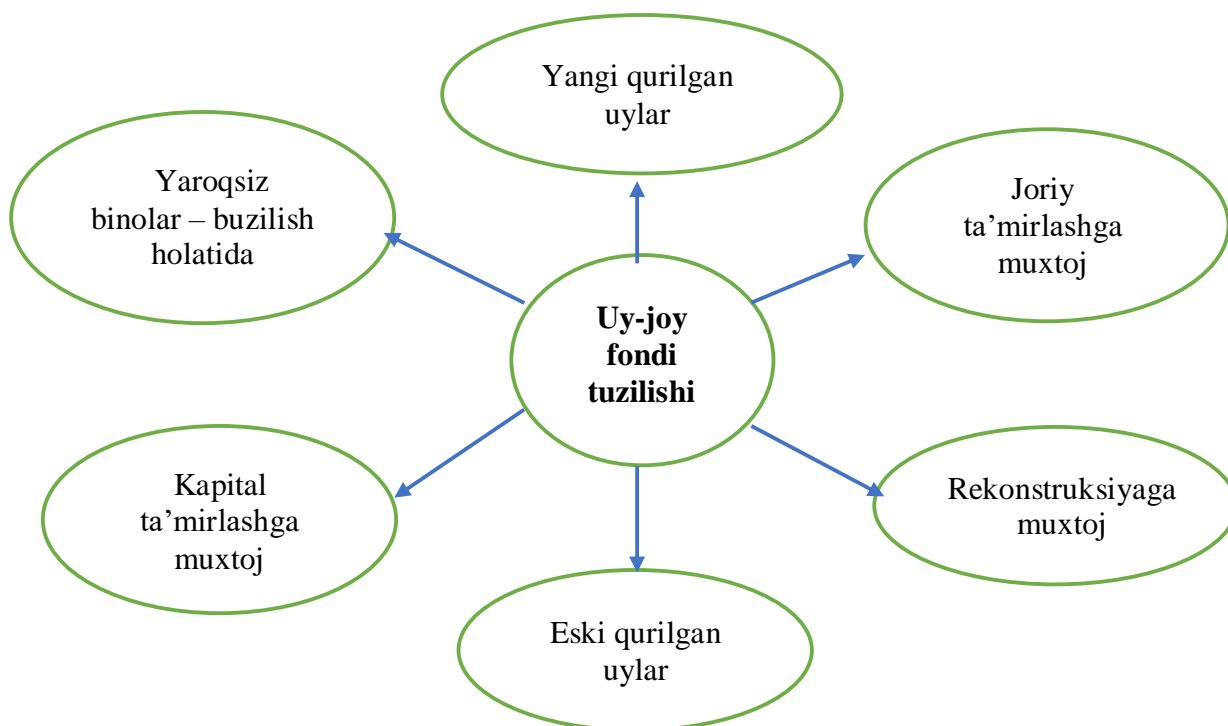 Yangi qurilgan
uylar
Yaroqsiz
binolar – buzilish
holatida
Joriy
ta’mirlashga
muxtoj
Uy-joy
fondi
tuzilishi
Kapital
ta’mirlashga
muxtoj
Rekonstruksiyaga
muxtoj
Eski qurilgan
uylar